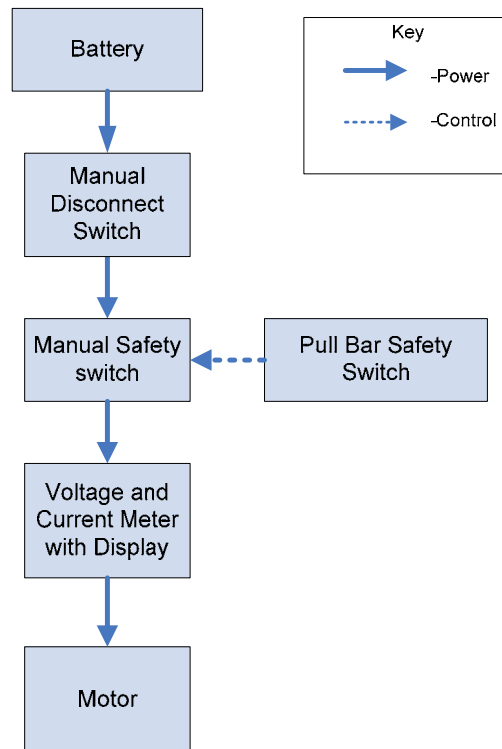 Battery
Key
-Power
-Control
Manual
Disconnect
Switch
Manual Safety
switch
Pull Bar Safety
Switch
Voltage and
Current Meter
with Display
Motor